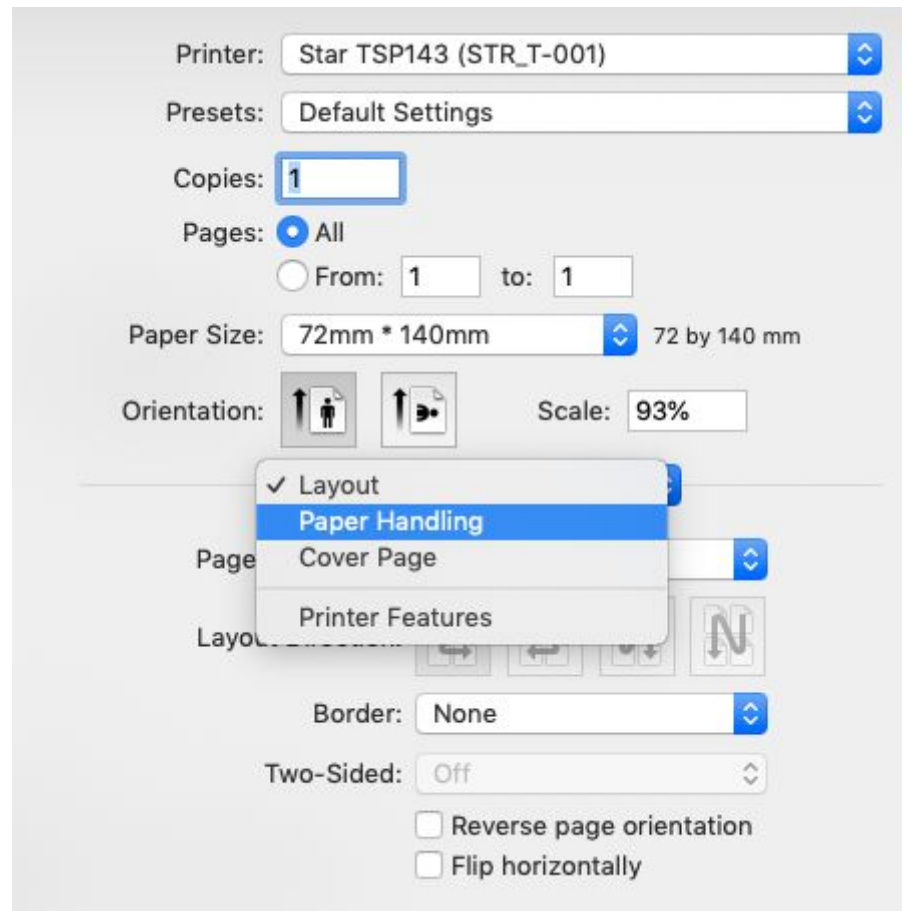 Printer: Star TSP143 (STR_T-001)
Presets: Default Settings
Copies: 1
Pages: All
From: 1 to: 1
Paper Size: 72mm * 140mm 72 by 140 mm
Orientation: Scale: 93%
✓ Layout
Paper Handling
Page
Cover Page
Printer Features
Border: None
Two-Sided: Off
Reverse page orientation
Flip horizontally